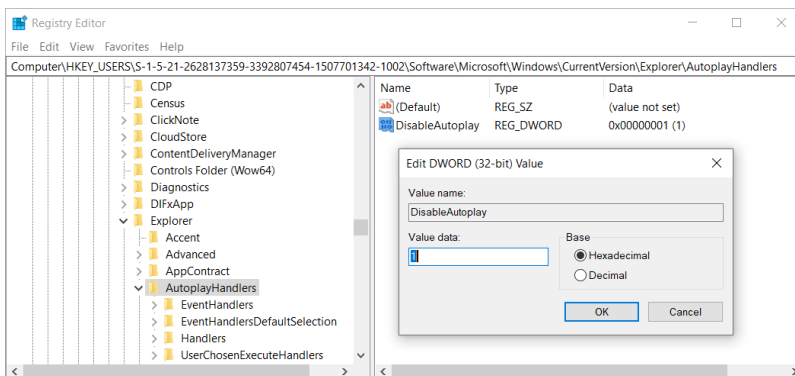 Registry Editor
File Edit View Favorites Help
Computer\HKEY_USERS\S-1-5-21-2628137359-3392807454-1507701342-1002\Software\Microsoft\Windows\CurrentVersion\Explorer\AutoplayHandlers
CDP
Census
ClickNote
CloudStore
ContentDeliveryManager
Controls Folder (Wow64)
Diagnostics
DIFxApp
Explorer
Accent
Advanced
AppContract
AutoplayHandlers
EventHandlers
EventHandlersDefaultSelection
Handlers
UserChosenExecuteHandlers
Name Type Data
ab (Default) REG_SZ (value not set)
DisableAutoplay REG_DWORD 0x00000001 (1)
Edit DWORD (32-bit) Value
Value name:
DisableAutoplay
Value data: Base
1 Hexadecimal
Decimal
OK Cancel